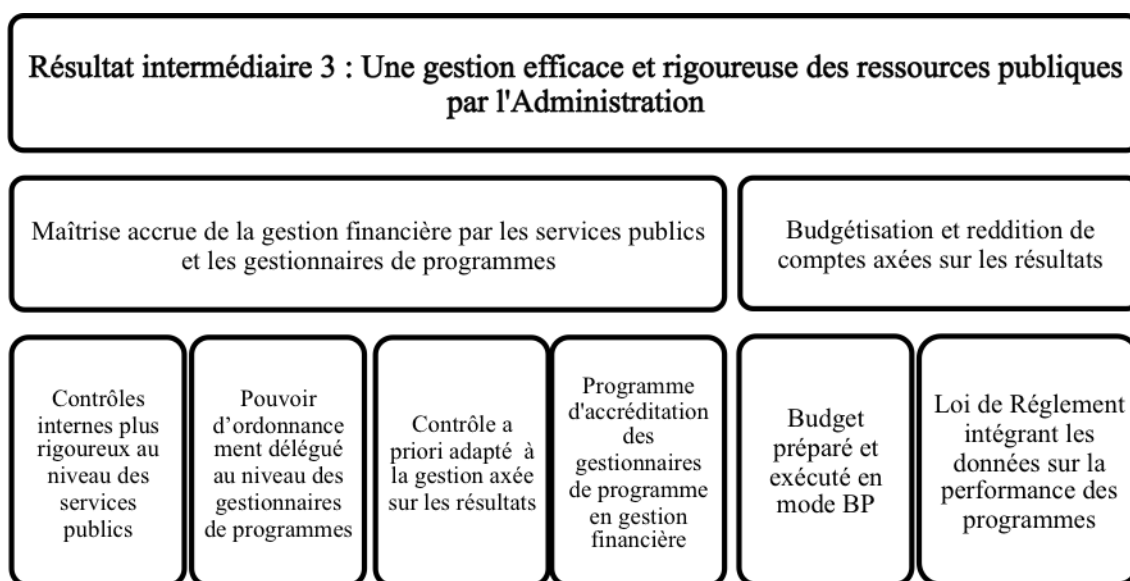 Résultat intermédiaire 3 : Une gestion efficace et rigoureuse des ressources publiques
par l'Administration
Maîtrise accrue de la gestion financière par les services publics
et les gestionnaires de programmes
Budgétisation et reddition de
comptes axées sur les résultats
Contrôles
internes plus
rigoureux au
niveau des
services
publics
Pouvoir
d’ordonnance
ment délégué
au niveau des
gestionnaires
de programmes
Contrôle a
priori adapté à
la gestion axée
sur les résultats
Programme
d'accréditation
des
gestionnaires
de programme
en gestion
financière
Budget
préparé et
exécuté en
mode BP
Loi de Réglement
intégrant les
données sur la
performance des
programmes